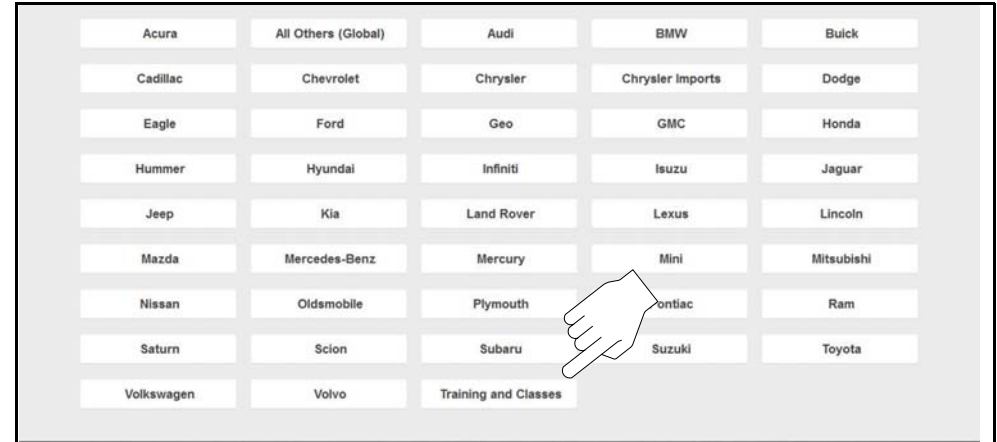 Acura All Others (Global) Audi BMW Buick
Cadillac Chevrolet Chrysler Chrysler Imports Dodge
Eagle Ford Geo GMC Honda
Hummer Hyundai Infiniti Isuzu Jaguar
Jeep Kia Land Rover Lexus Lincoln
Mazda Mercedes-Benz Mercury Mini Mitsubishi
Nissan Oldsmobile Plymouth ontiac Ram
Saturn Scion Subaru Suzuki Toyota
Volkswagen Volvo Training and Classes